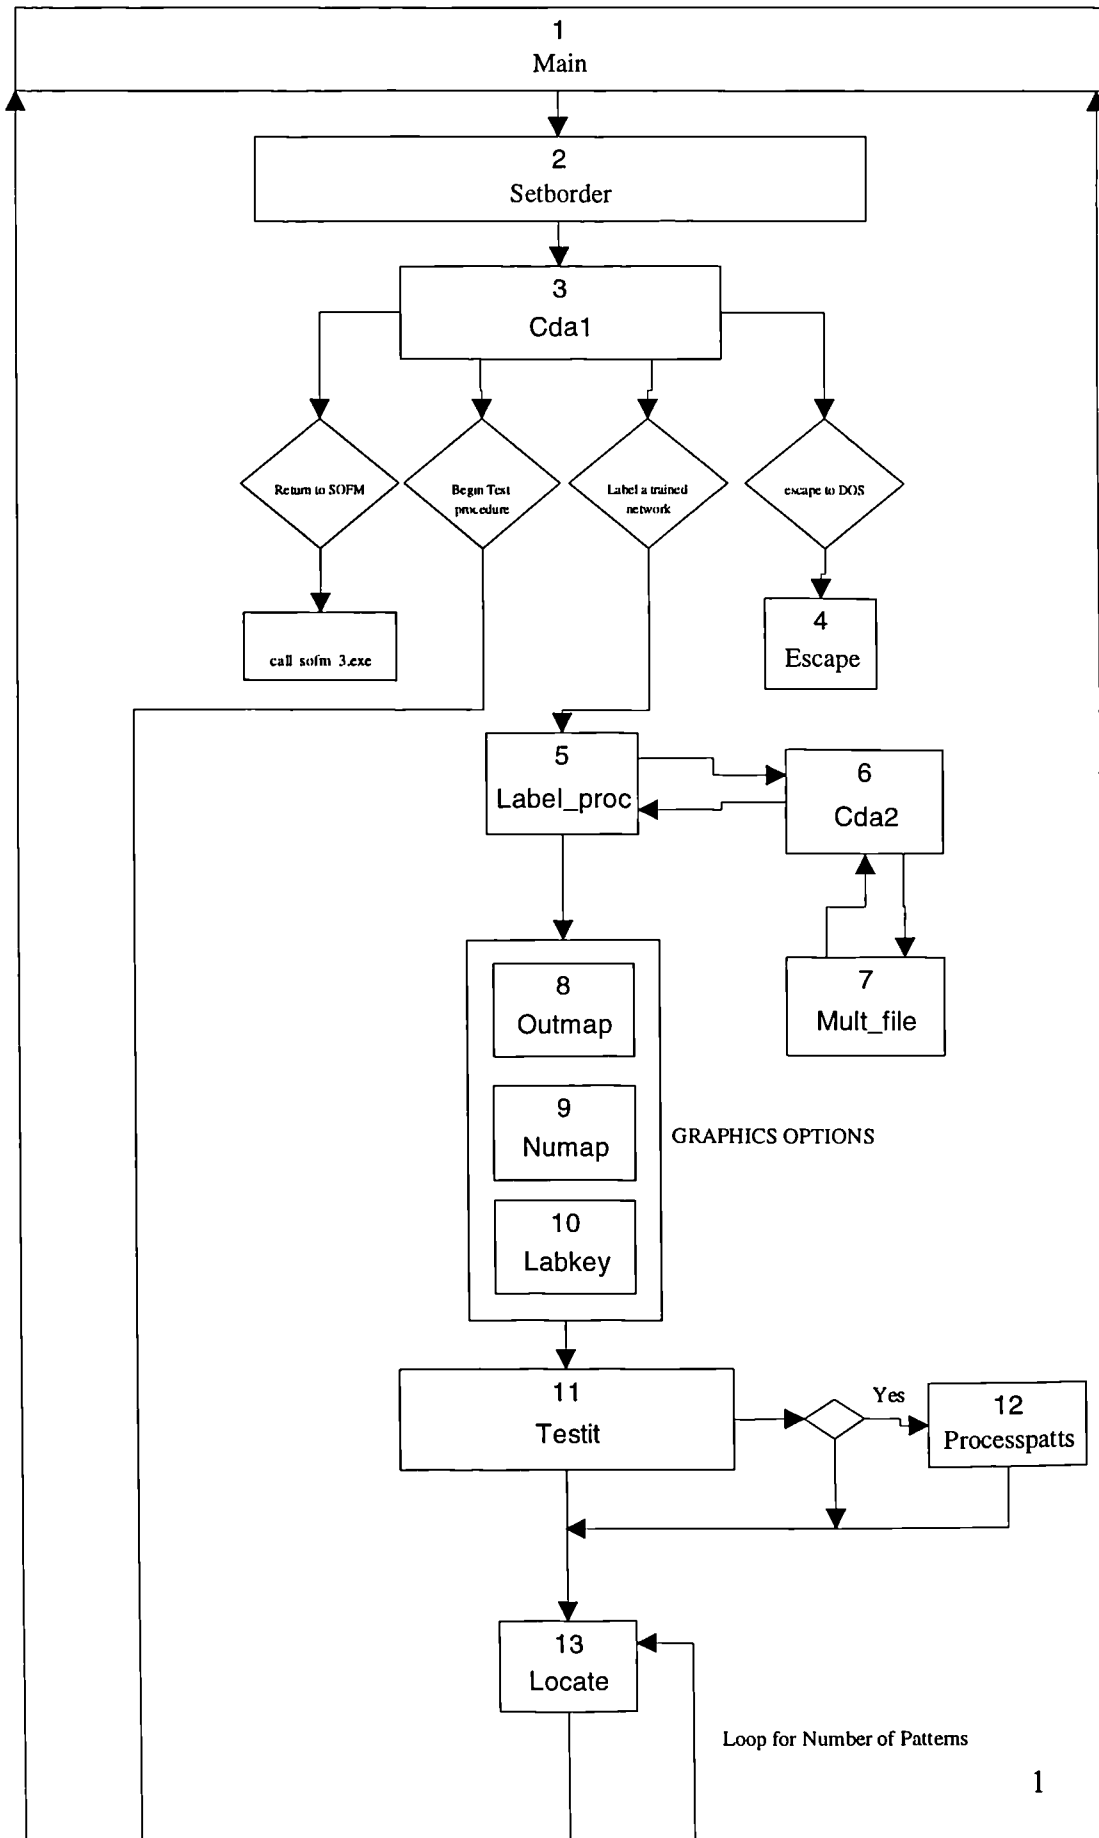 1
Main
2
Setborder
3
Cda1
Return to SOFM
Begin Test
procedure
Label a trained
network
escape to DOS
call sofm_3.exe
4
Escape
5
Label_proc
6
Cda2
7
Mult_file
8
Outmap
9
Numap
10
Labkey
GRAPHICS OPTIONS
11
Testit
Yes
12
Processpatts
13
Locate
Loop for Number of Patterns
1